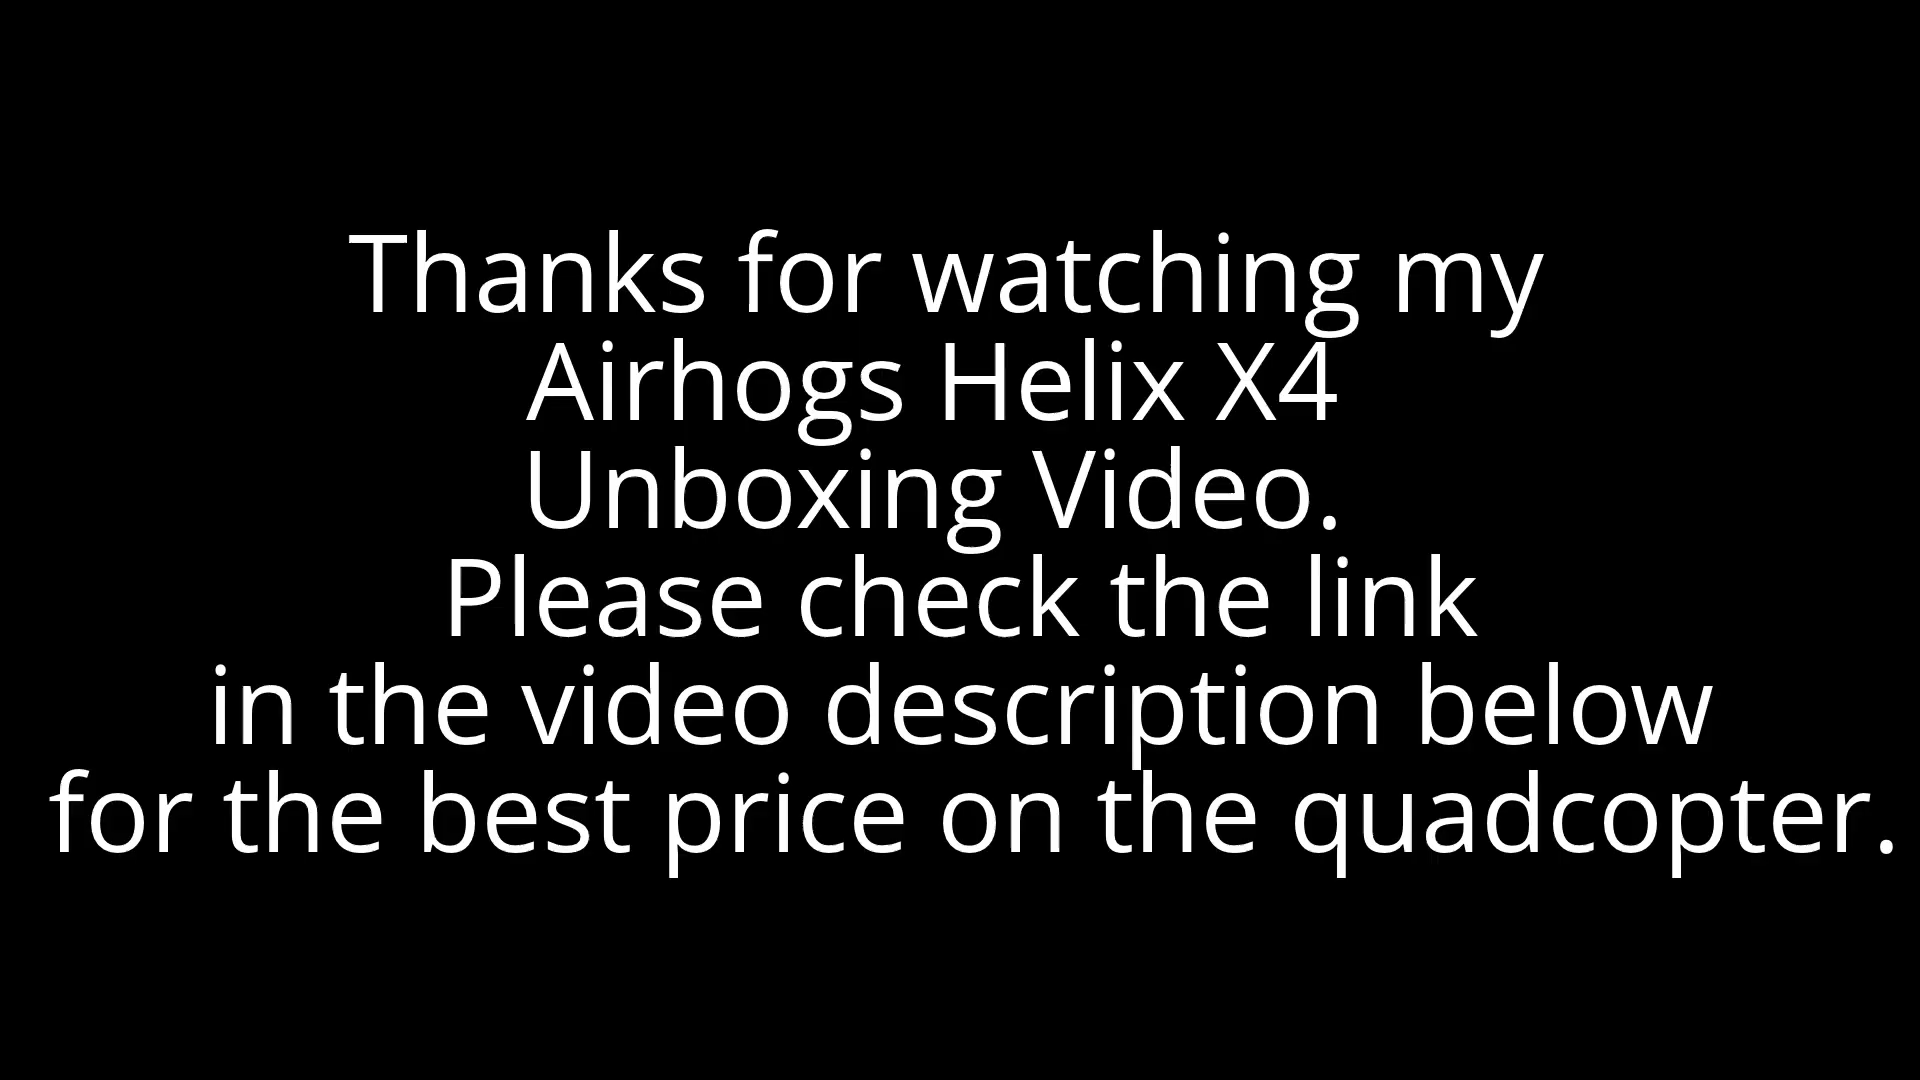 Thanks for watching my
Airhogs Helix X4
Unboxing Video.
Please check the link
in the video description below
for the best price on the quadcopter.